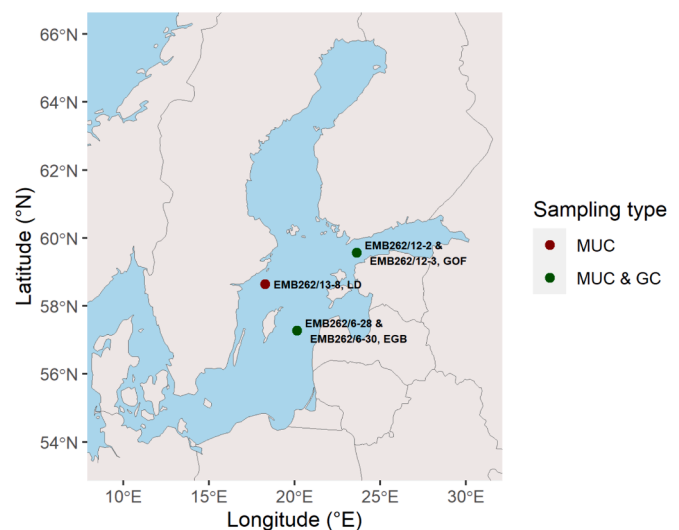 66°N
64°N
62°N
60°N
58°N
56°N
54°N
Latitude (°N)
EMB262/12-2 &
EMB262/12-3, GOF
EMB262/13-8, LD
EMB262/6-28 &
EMB262/6-30, EGB
10°E 15°E 20°E 25°E 30°E
Longitude (°E)
Sampling type
MUC
MUC & GC